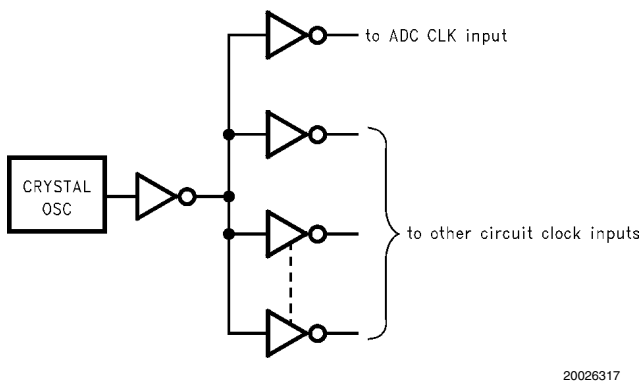 to ADC CLK input
CRYSTAL
OSC
to other circuit clock inputs
20026317